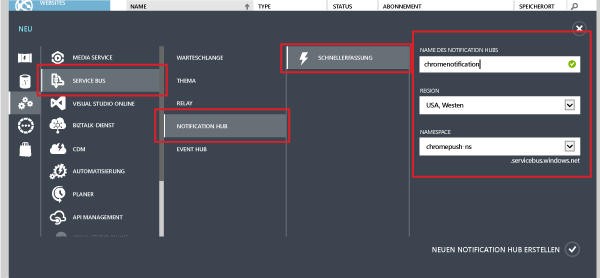 WEBSITES
NAME
TYPE
STATUS
ABONNEMENT
SPEICHERORT
NEU
MEDIA SERVICE
SERVICE BUS
VISUAL STUDIO ONLINE
BIZTALK-DIENST
CDM
AUTOMATISIERUNG
PLANER
API MANAGEMENT
WARTESCHLANGE
THEMA
RELAY
NOTIFICATION HUB
EVENT HUB
SCHNELLERFASSUNG
NAME DES NOTIFICATION HUBS
chromenotification
REGION
USA, Westen
NAMESPACE
chromepush-ns
.servicebus.windows.net
NEUEN NOTIFICATION HUB ERSTELLEN